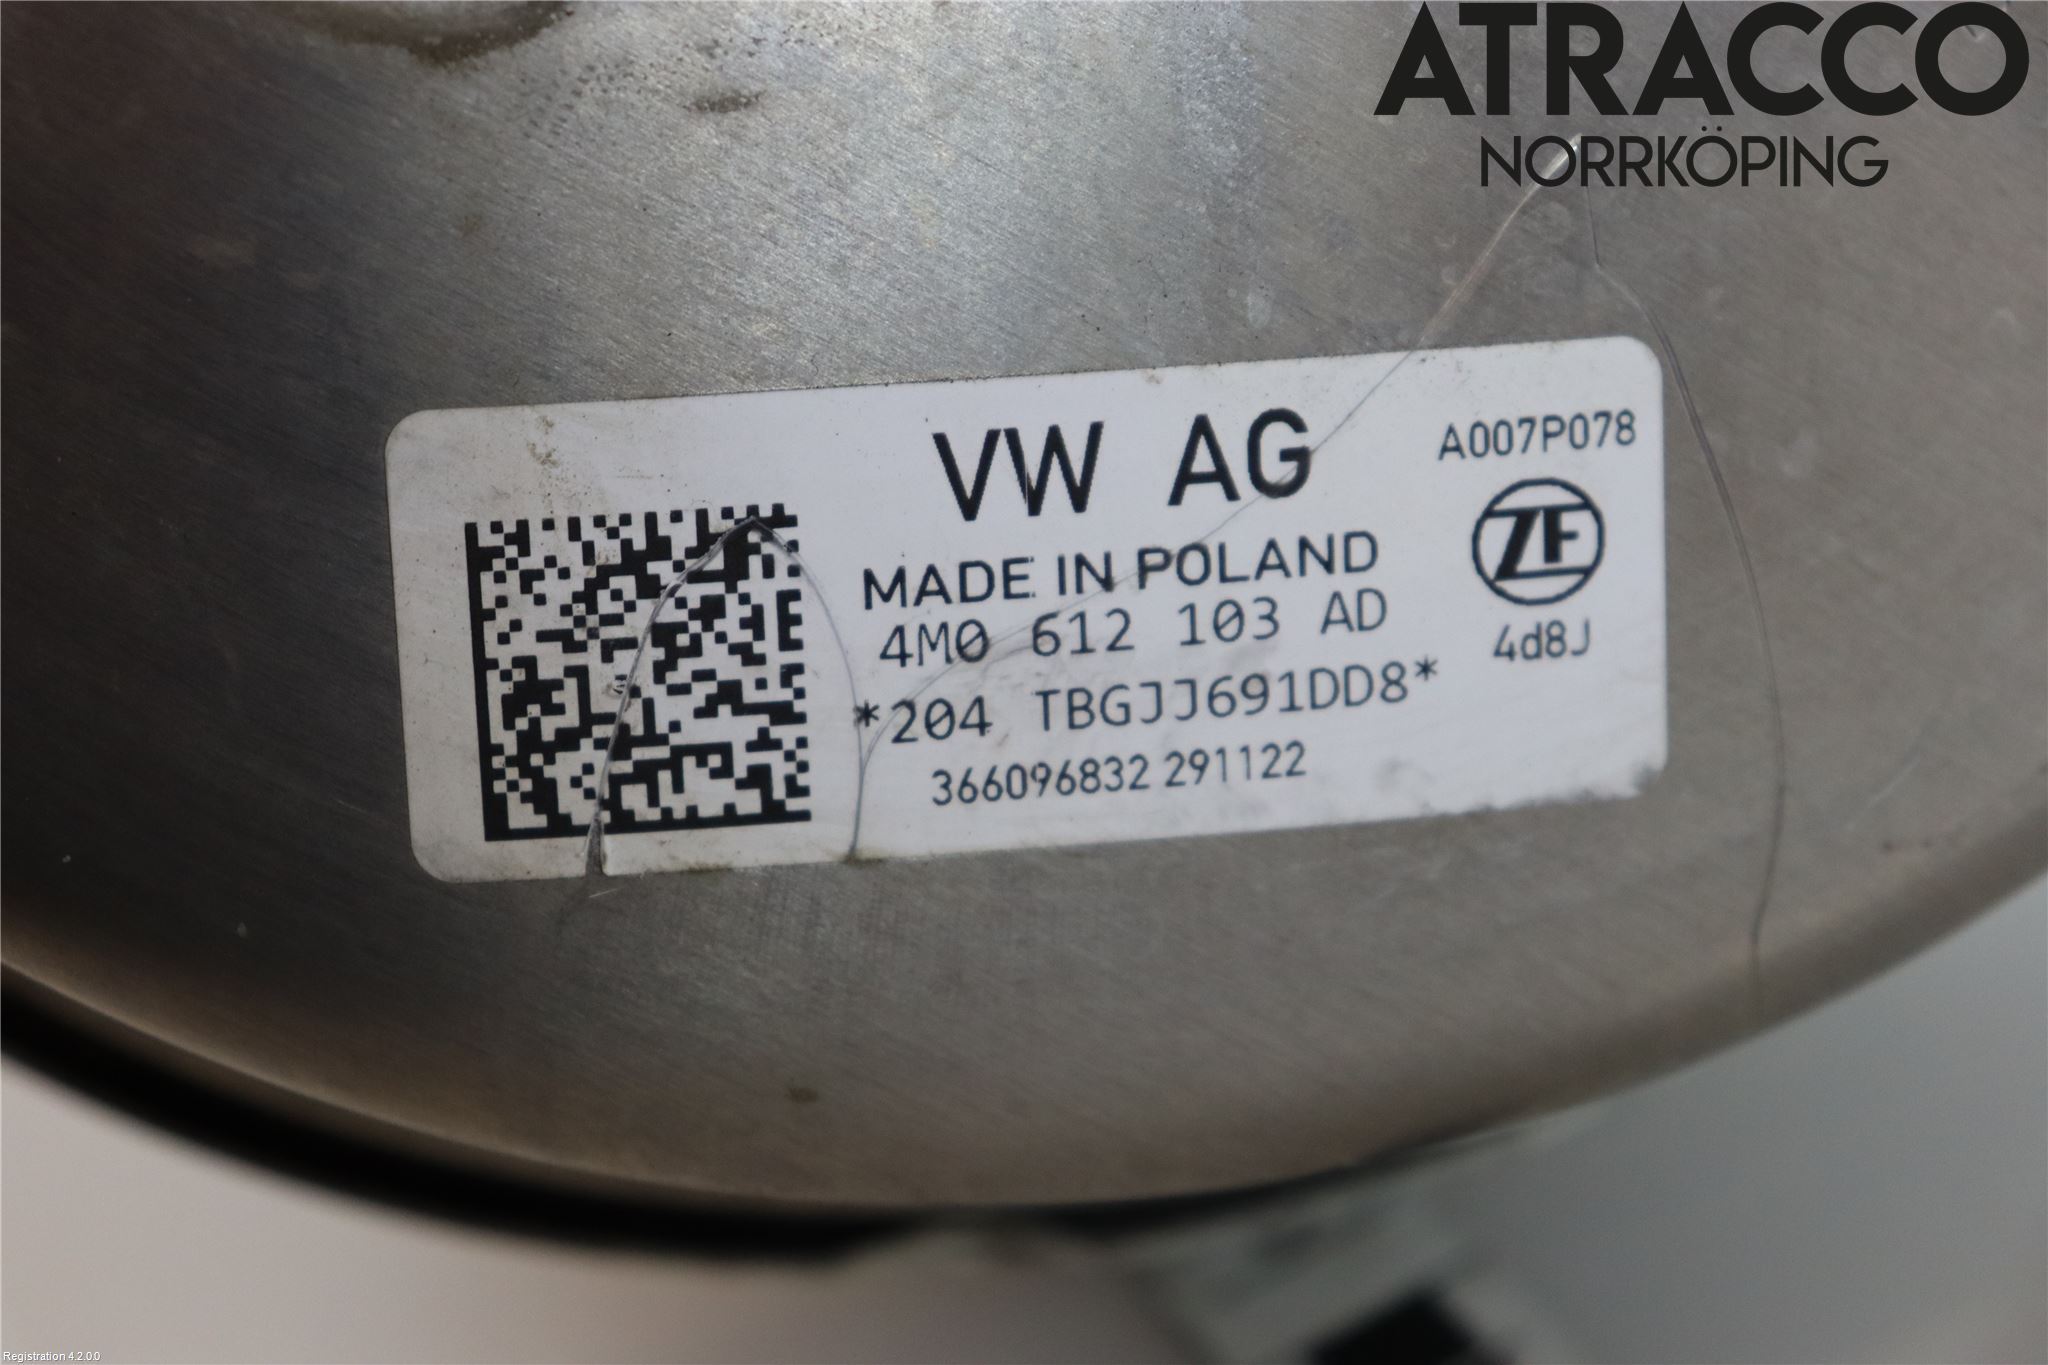 ATRACCO
NORRKÖPING
VW AG
A007P078
ZF
MADE IN POLAND
4M0 612 103 AD
4d8J
*204 TBGJJ691DD8*
366096832 291122
Registration 4.2.0.0